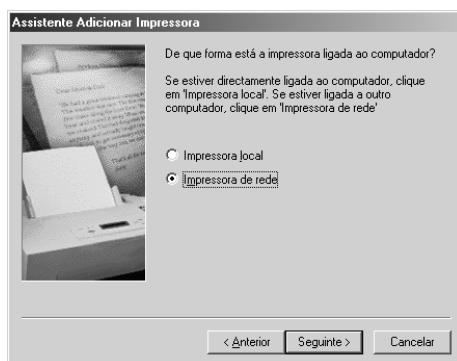 Assistente Adicionar Impressora
De que forma está a impressora ligada ao computador?
Se estiver directamente ligada ao computador, clique
em 'Impressora local'. Se estiver ligada a outro
computador, clique em 'Impressora de rede'
Impressora local
Impressora de rede
< Anterior
Seguinte >
Cancelar